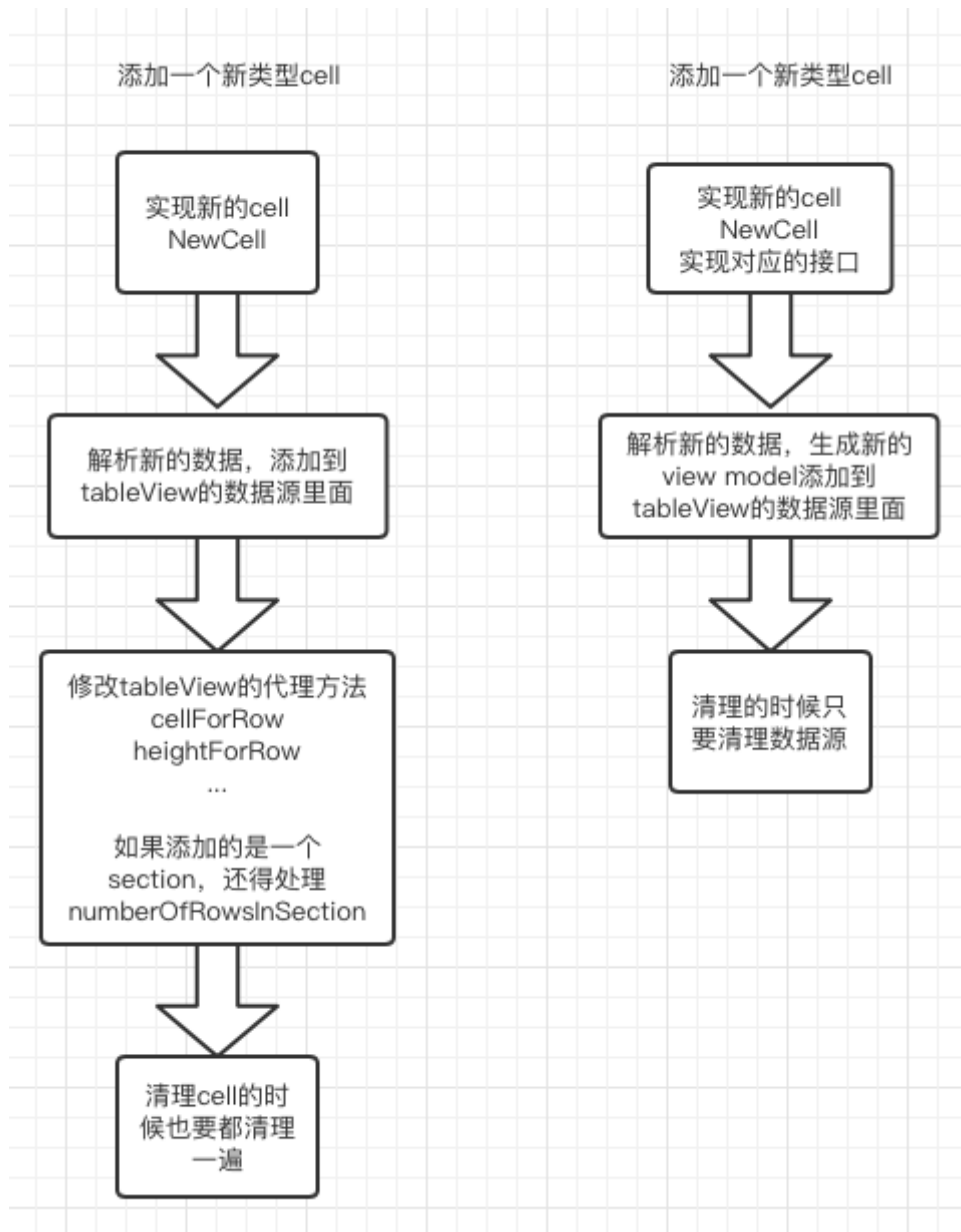 添加一个新类型cell
实现新的cell
NewCell
解析新的数据，添加到
tableView的数据源里面
修改tableView的代理方法
cellForRow
heightForRow
...
如果添加的是一个
section，还得处理
numberOfRowsInSection
清理cell的时
候也要都清理
一遍
添加一个新类型cell
实现新的cell
NewCell
实现对应的接口
解析新的数据，生成新的
view model添加到
tableView的数据源里面
清理的时候只
要清理数据源